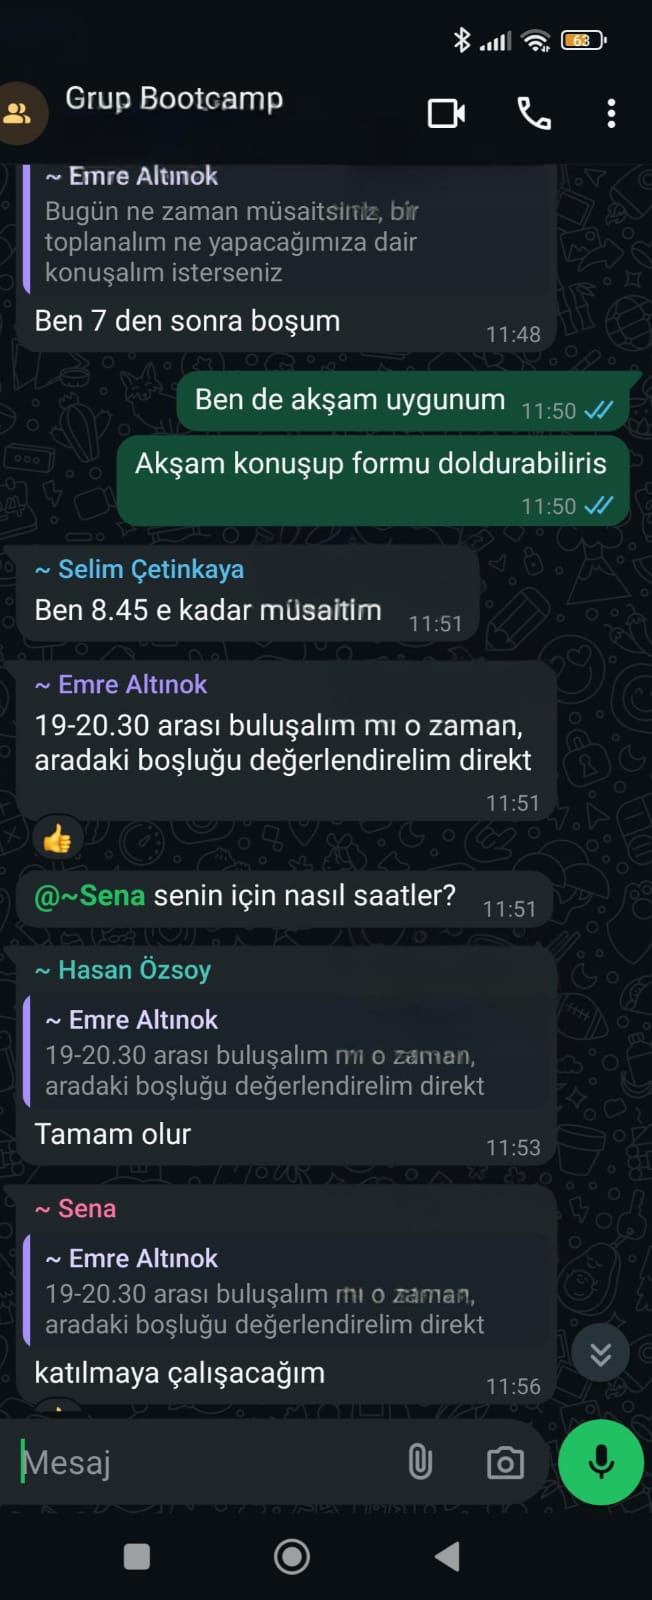 63
Grup Bootcamp
~ Emre Altınok
Bugün ne zaman müsaitsiniz, bir
toplanalım ne yapacağımıza dair
konuşalım isterseniz
Ben 7 den sonra boşum
11:48
Ben de akşam uygunum
11:50
Akşam konuşup formu doldurabiliris
11:50
~ Selim Çetinkaya
Ben 8.45 e kadar müsaitim
11:51
~ Emre Altınok
19-20.30 arası buluşalım mı o zaman,
aradaki boşluğu değerlendirelim direkt
11:51
@~Sena senin için nasıl saatler?
11:51
~ Hasan Özsoy
~ Emre Altınok
19-20.30 arası buluşalım mı o zaman,
aradaki boşluğu değerlendirelim direkt
Tamam olur
11:53
~ Sena
~ Emre Altınok
19-20.30 arası buluşalım mı o zaman,
aradaki boşluğu değerlendirelim direkt
katılmaya çalışacağım
11:56
Mesaj